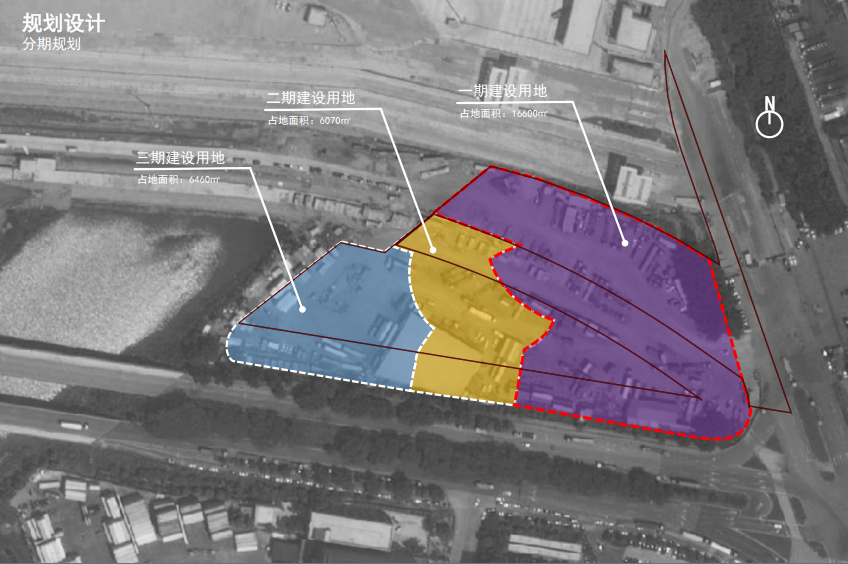 规划设计
分期规划
一期建设用地
占地面积：16600㎡
二期建设用地
占地面积：6070㎡
三期建设用地
占地面积：6460㎡
N